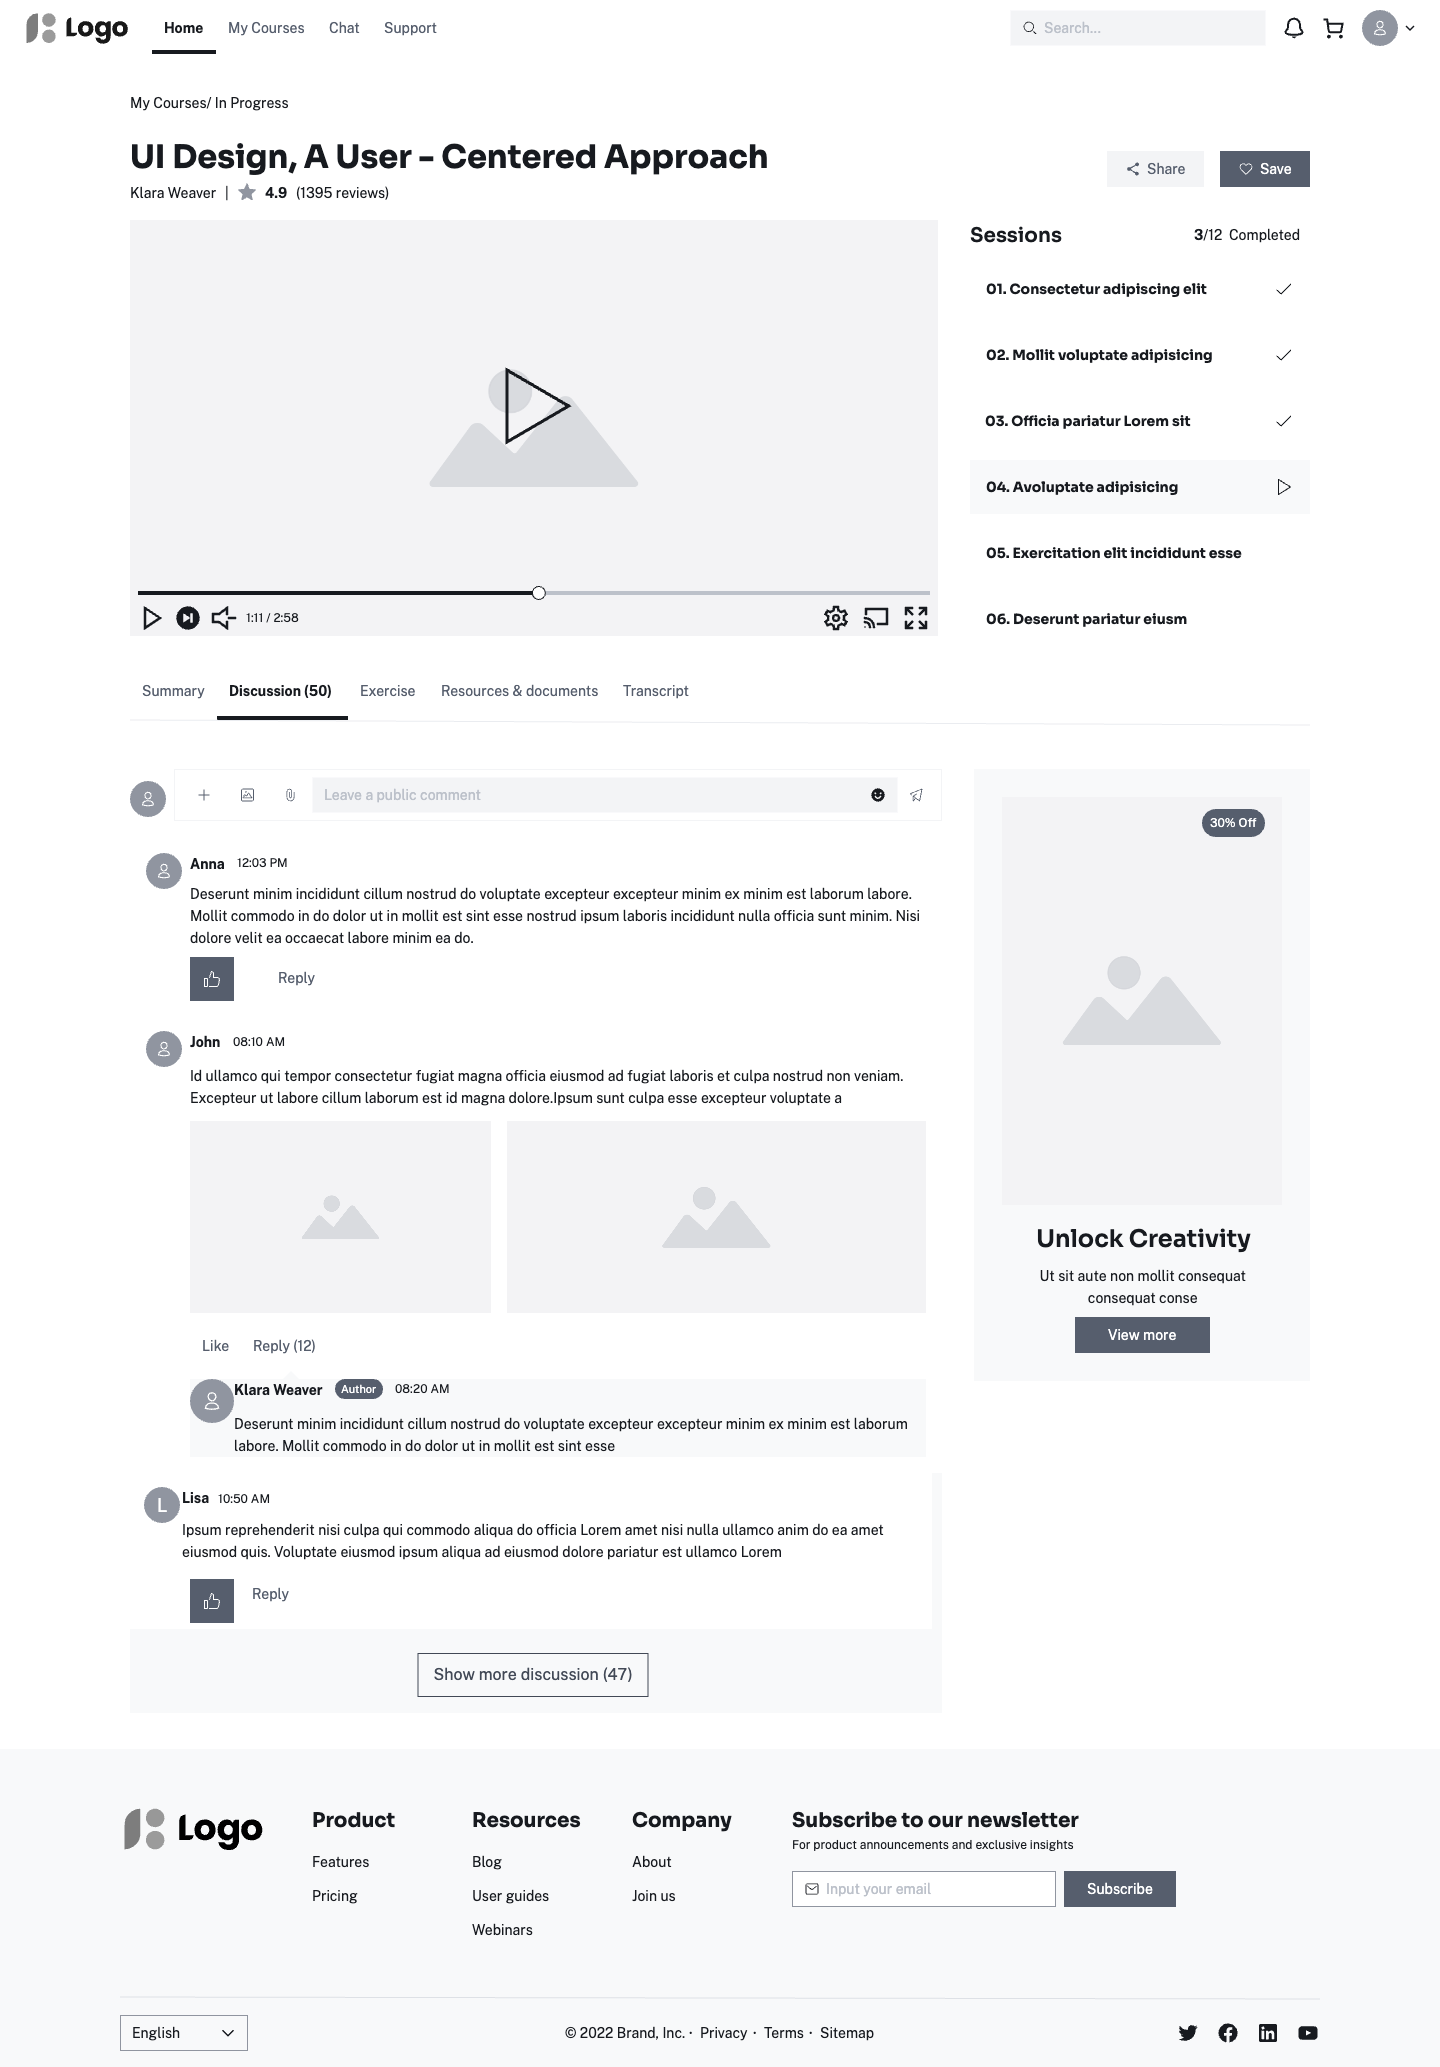 Logo
Home
My Courses
Chat
Support
Search...
My Courses/ In Progress
UI Design, A User - Centered Approach
Klara Weaver | 4.9 (1395 reviews)
Share
Save
1:11 / 2:58
Sessions
3/12 Completed
01. Consectetur adipiscing elit
02. Mollit voluptate adipisicing
03. Officia pariatur Lorem sit
04. Avoluptate adipisicing
05. Exercitation elit incididunt esse
06. Deserunt pariatur eiusm
Summary
Discussion (50)
Exercise
Resources & documents
Transcript
Leave a public comment
Anna 12:03 PM
Deserunt minim incididunt cillum nostrud do voluptate excepteur excepteur minim ex minim est laborum labore.
Mollit commodo in do dolor ut in mollit est sint esse nostrud ipsum laboris incididunt nulla officia sunt minim. Nisi
dolore velit ea occaecat labore minim ea do.
Reply
John 08:10 AM
Id ullamco qui tempor consectetur fugiat magna officia eiusmod ad fugiat laboris et culpa nostrud non veniam.
Excepteur ut labore cillum laborum est id magna dolore.Ipsum sunt culpa esse excepteur voluptate a
Like
Reply (12)
Klara Weaver Author 08:20 AM
Deserunt minim incididunt cillum nostrud do voluptate excepteur excepteur minim ex minim est laborum
labore. Mollit commodo in do dolor ut in mollit est sint esse
L
Lisa 10:50 AM
Ipsum reprehenderit nisi culpa qui commodo aliqua do officia Lorem amet nisi nulla ullamco anim do ea amet
eiusmod quis. Voluptate eiusmod ipsum aliqua ad eiusmod dolore pariatur est ullamco Lorem
Reply
Show more discussion (47)
30% Off
Unlock Creativity
Ut sit aute non mollit consequat
consequat conse
View more
Logo
Product
Features
Pricing
Resources
Blog
User guides
Webinars
Company
About
Join us
Subscribe to our newsletter
For product announcements and exclusive insights
Input your email
Subscribe
English
© 2022 Brand, Inc. · Privacy · Terms · Sitemap